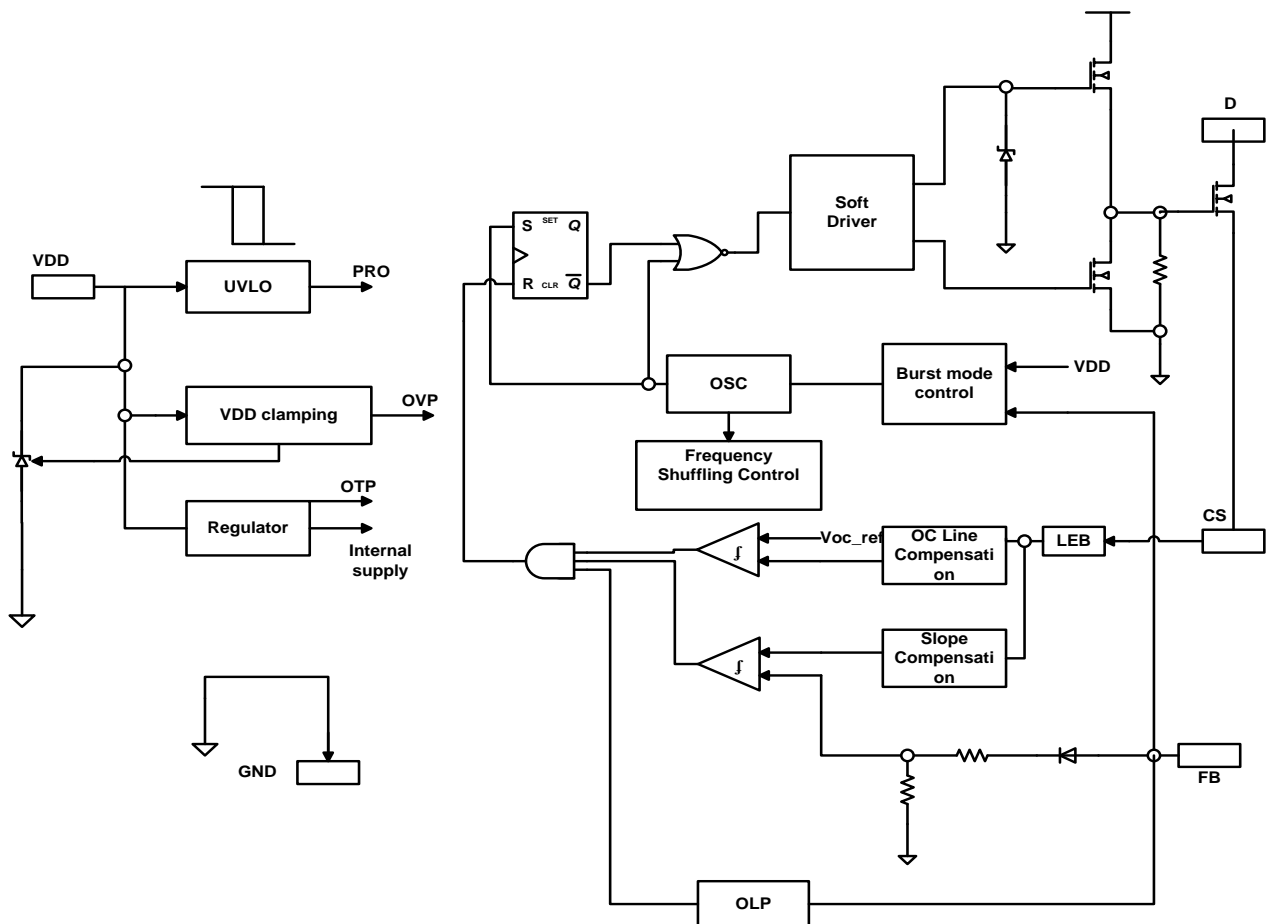 D
Soft
Driver
S SET Q
R CLR Q
VDD
UVLO
PRO
OSC
Burst mode
control
VDD
VDD clamping
OVP
Frequency
Shuffling Control
OTP
Regulator
Internal
supply
CS
Voc_ref
OC Line
Compensati
on
LEB
Slope
Compensati
on
GND
FB
OLP